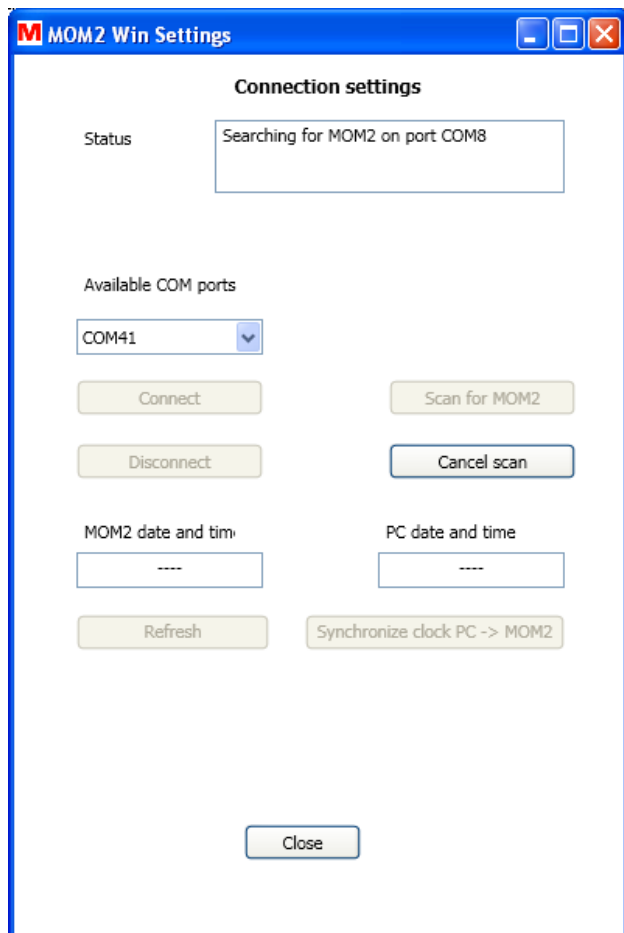 M MOM2 Win Settings
Connection settings
Status
Searching for MOM2 on port COM8
Available COM ports
COM41
Connect
Scan for MOM2
Disconnect
Cancel scan
MOM2 date and tim
PC date and time
----
----
Refresh
Synchronize clock PC -> MOM2
Close